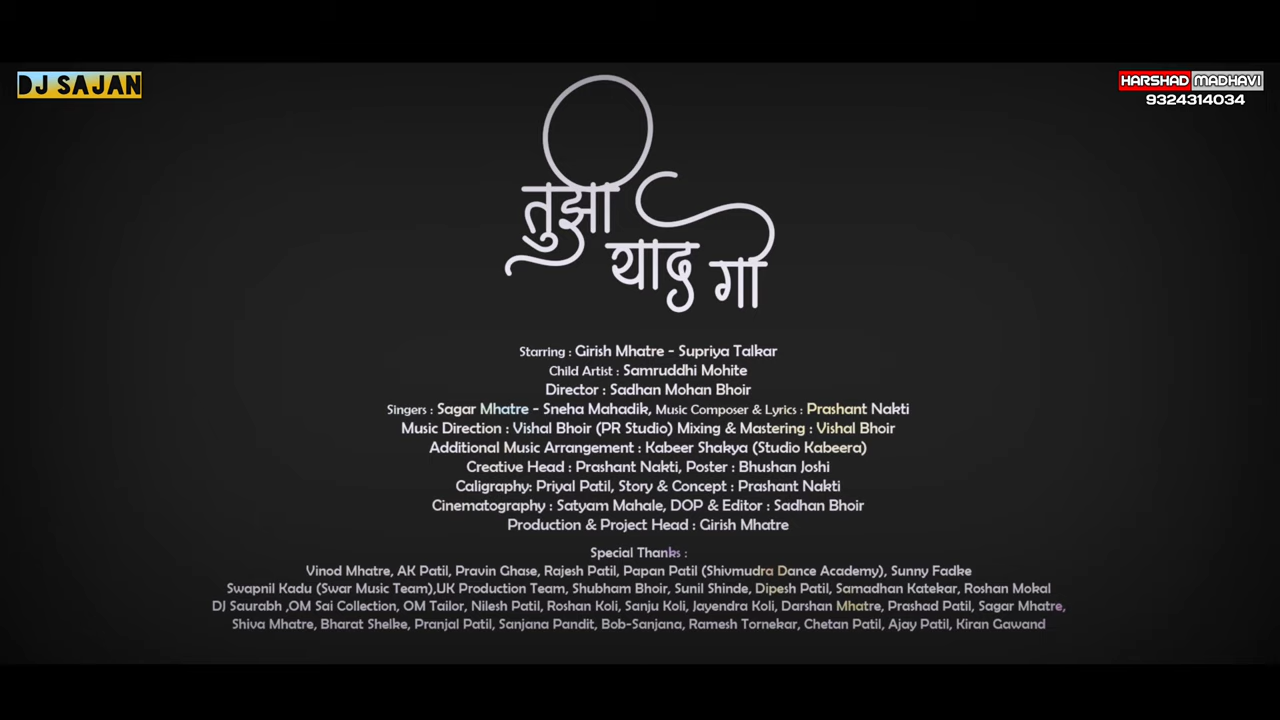 DJ SAJAN
HARSHAD MADHAVI
9324314034
तुझी
याद गो
Starring : Girish Mhatre - Supriya Talkar
Child Artist : Samruddhi Mohite
Director : Sadhan Mohan Bhoir
Singers : Sagar Mhatre - Sneha Mahadik, Music Composer & Lyrics : Prashant Nakti
Music Direction : Vishal Bhoir (PR Studio) Mixing & Mastering : Vishal Bhoir
Additional Music Arrangement : Kabeer Shakya (Studio Kabeera)
Creative Head : Prashant Nakti, Poster : Bhushan Joshi
Caligraphy: Priyal Patil, Story & Concept : Prashant Nakti
Cinematography : Satyam Mahale, DOP & Editor : Sadhan Bhoir
Production & Project Head : Girish Mhatre
Special Thanks :
Vinod Mhatre, AK Patil, Pravin Ghase, Rajesh Patil, Papan Patil (Shivmudra Dance Academy), Sunny Fadke
Swapnil Kadu (Swar Music Team),UK Production Team, Shubham Bhoir, Sunil Shinde, Dipesh Patil, Samadhan Katekar, Roshan Mokal
DJ Saurabh ,OM Sai Collection, OM Tailor, Nilesh Patil, Roshan Koli, Sanju Koli, Jayendra Koli, Darshan Mhatre, Prashad Patil, Sagar Mhatre,
Shiva Mhatre, Bharat Shelke, Pranjal Patil, Sanjana Pandit, Bob-Sanjana, Ramesh Tornekar, Chetan Patil, Ajay Patil, Kiran Gawand